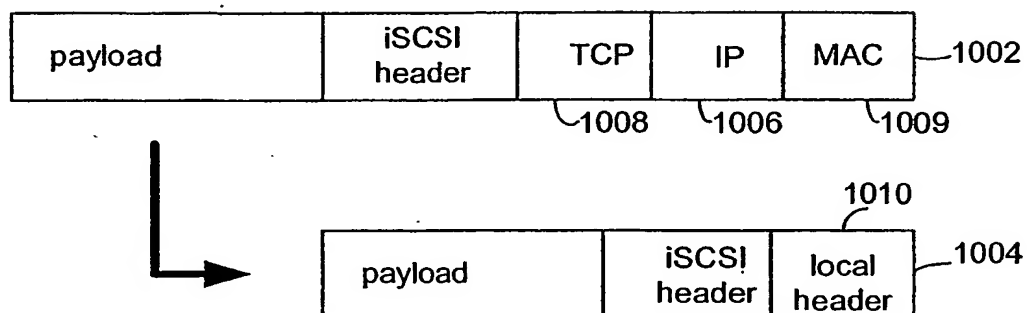 payload iSCSI header TCP IP MAC 1002
1008 1006 1009
1010
payload iSCSI header local header 1004